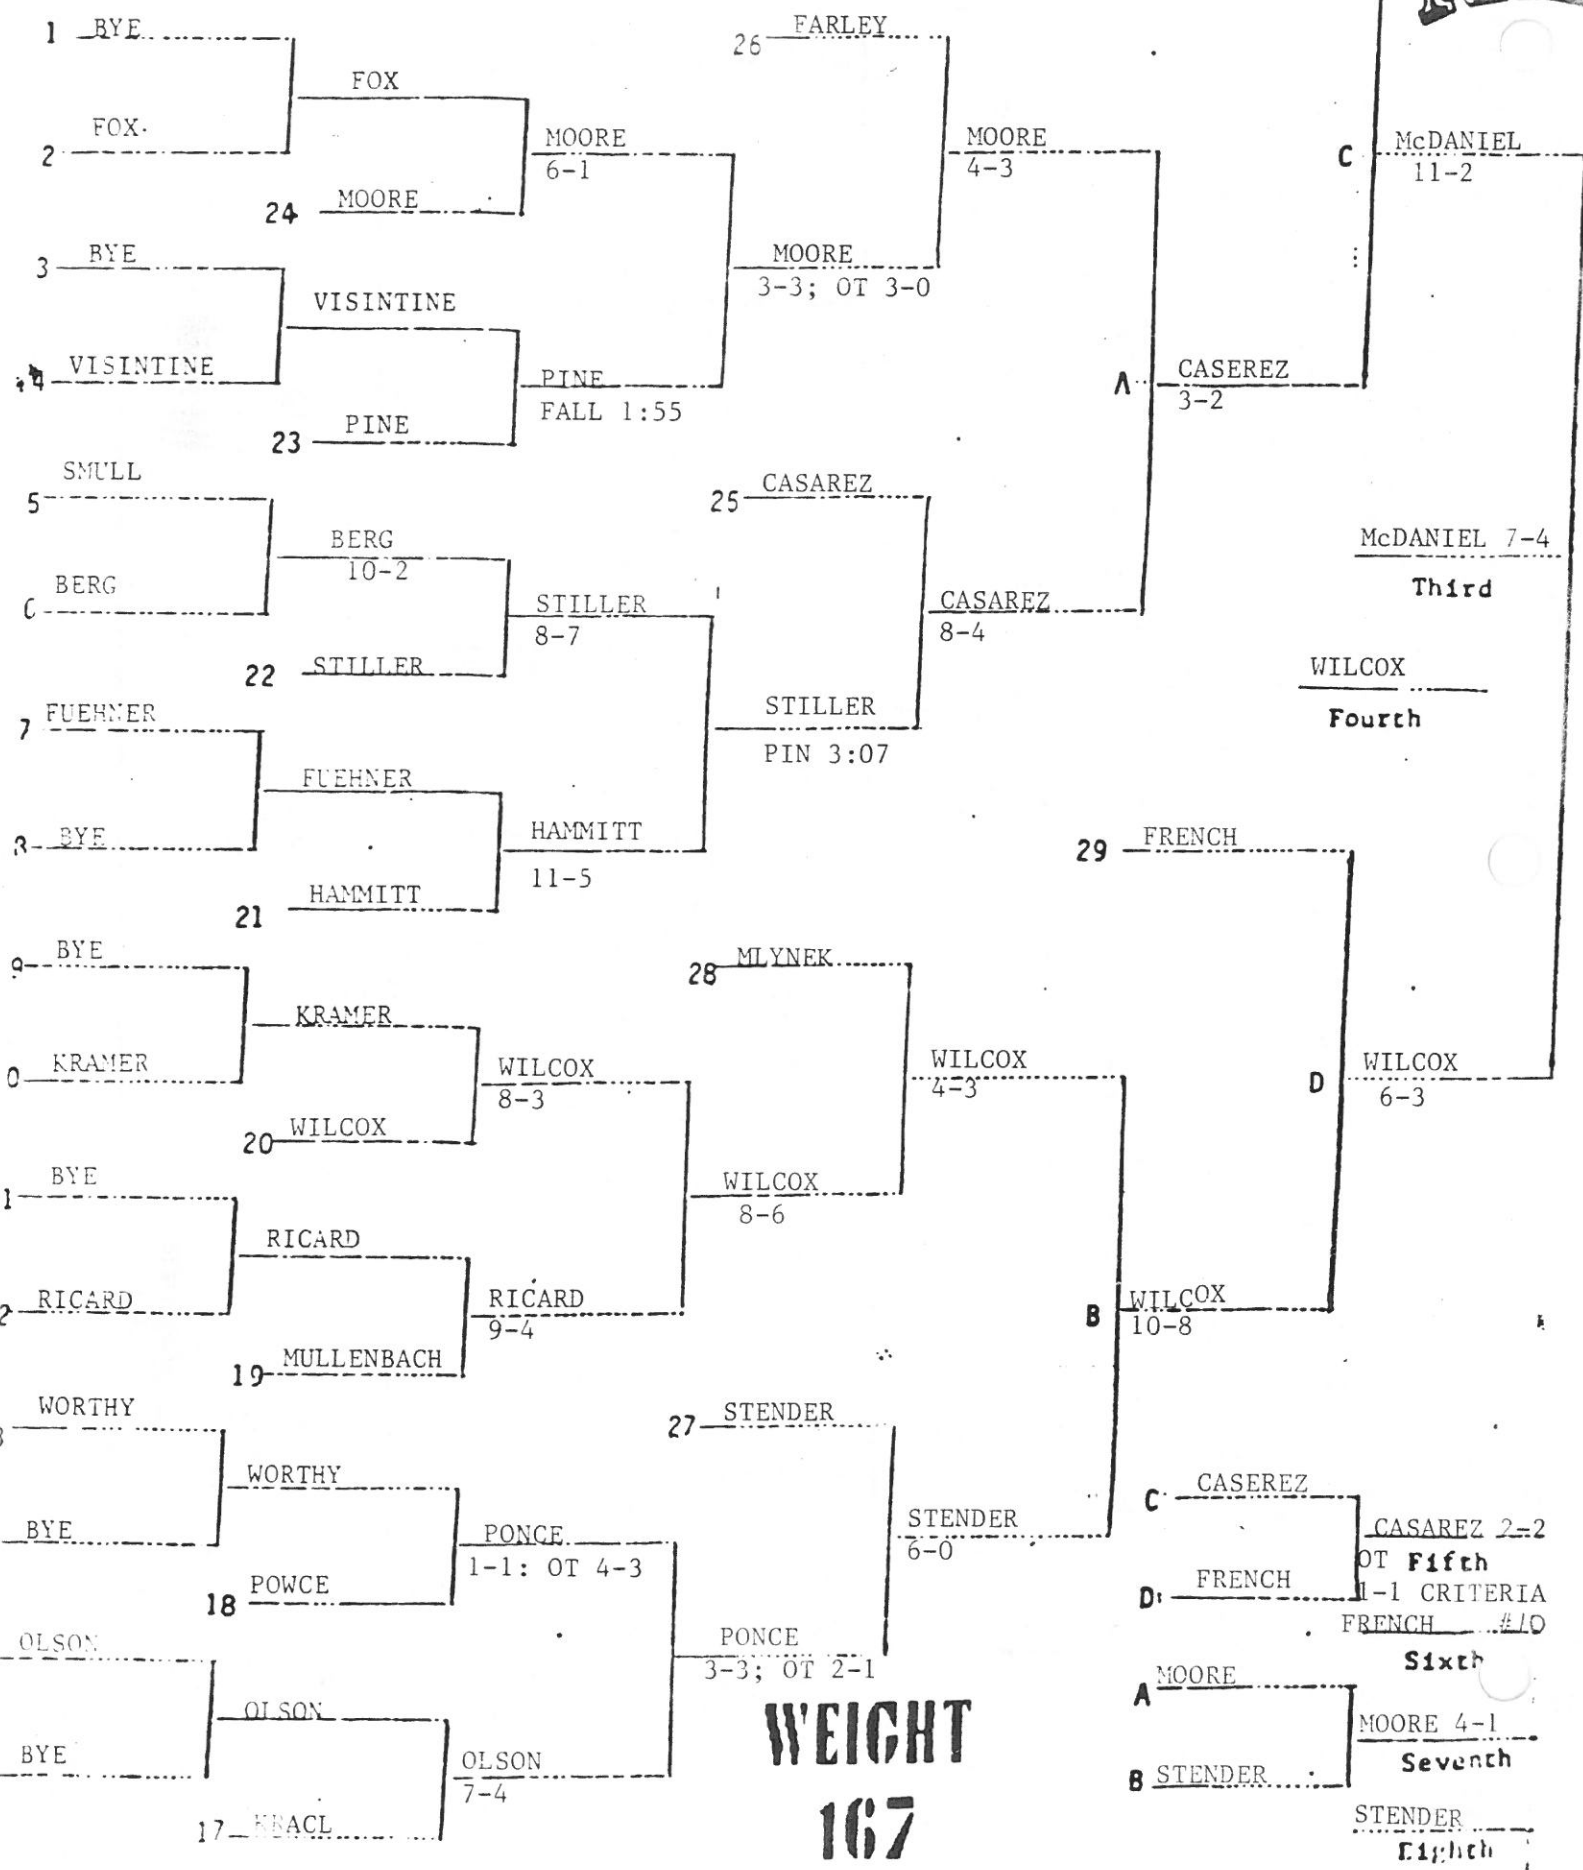 1 BYE
FOX
2 FOX
MOORE
6-1
24 MOORE
3 BYE
VISINTINE
4 VISINTINE
PINE
FALL 1:55
23 PINE
MOORE
3-3; OT 3-0
26 FARLEY
MOORE
4-3
5 SMULL
BERG
10-2
BERG
STILLER
8-7
22 STILLER
7 FUEHNER
FUEHNER
8 BYE
HAMMITT
11-5
21 HAMMITT
STILLER
PIN 3:07
25 CASAREZ
CASAREZ
8-4
A CASEREZ
3-2
C McDANIEL
11-2
McDANIEL 7-4
Third
WILCOX
Fourth
9 BYE
KRAMER
0 KRAMER
WILCOX
8-3
20 WILCOX
1 BYE
RICARD
2 RICARD
RICARD
9-4
19 MULLENBACH
WILCOX
8-6
28 MLYNEK
WILCOX
4-3
29 FRENCH
D WILCOX
6-3
B WILCOX
10-8
WORTHY
WORTHY
BYE
PONCE
1-1: OT 4-3
18 POWCE
OLSON
OLSON
BYE
OLSON
7-4
17 KRACL
PONCE
3-3; OT 2-1
27 STENDER
STENDER
6-0
C CASEREZ
CASAREZ 2-2
OT Fifth
1-1 CRITERIA
D FRENCH
FRENCH #10
Sixth
A MOORE
MOORE 4-1
Seventh
B STENDER
STENDER
Eighth
WEIGHT
167